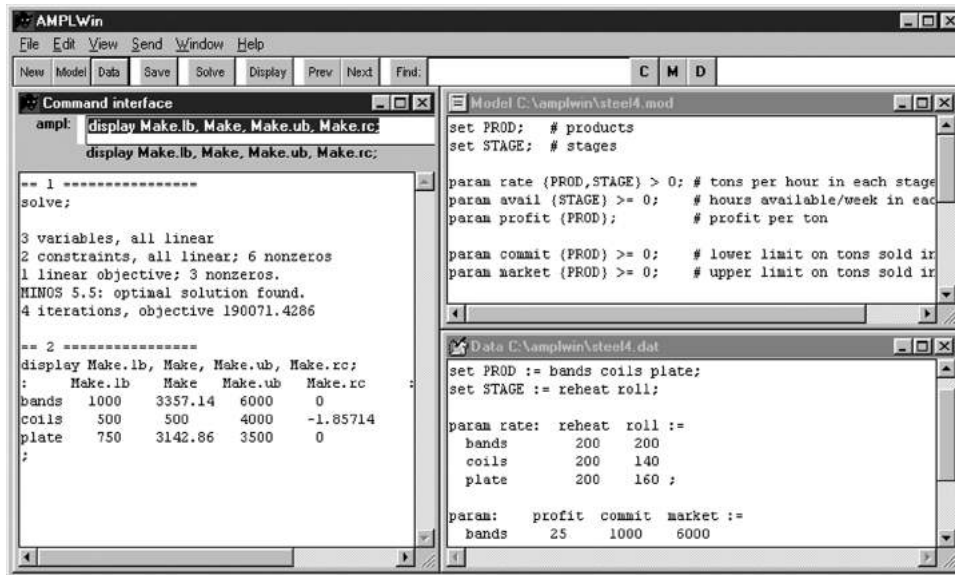 AMPLWin
File Edit View Send Window Help
New Model Data Save Solve Display Prev Next Find: C M D
Command interface
ampl: display Make.lb, Make, Make.ub, Make.rc;
display Make.lb, Make, Make.ub, Make.rc;
== 1 =================
solve;
3 variables, all linear
2 constraints, all linear; 6 nonzeros
1 linear objective; 3 nonzeros.
MINOS 5.5: optimal solution found.
4 iterations, objective 190071.4286
== 2 =================
display Make.lb, Make, Make.ub, Make.rc;
: Make.lb Make Make.ub Make.rc :
bands 1000 3357.14 6000 0
coils 500 500 4000 -1.85714
plate 750 3142.86 3500 0
;
Model C:\amplwin\steel4.mod
set PROD; # products
set STAGE; # stages
param rate {PROD,STAGE} > 0; # tons per hour in each stage
param avail {STAGE} >= 0; # hours available/week in eac
param profit {PROD}; # profit per ton
param commit {PROD} >= 0; # lower limit on tons sold in
param market {PROD} >= 0; # upper limit on tons sold in
Data C:\amplwin\steel4.dat
set PROD := bands coils plate;
set STAGE := reheat roll;
param rate: reheat roll :=
bands 200 200
coils 200 140
plate 200 160 ;
param: profit commit market :=
bands 25 1000 6000